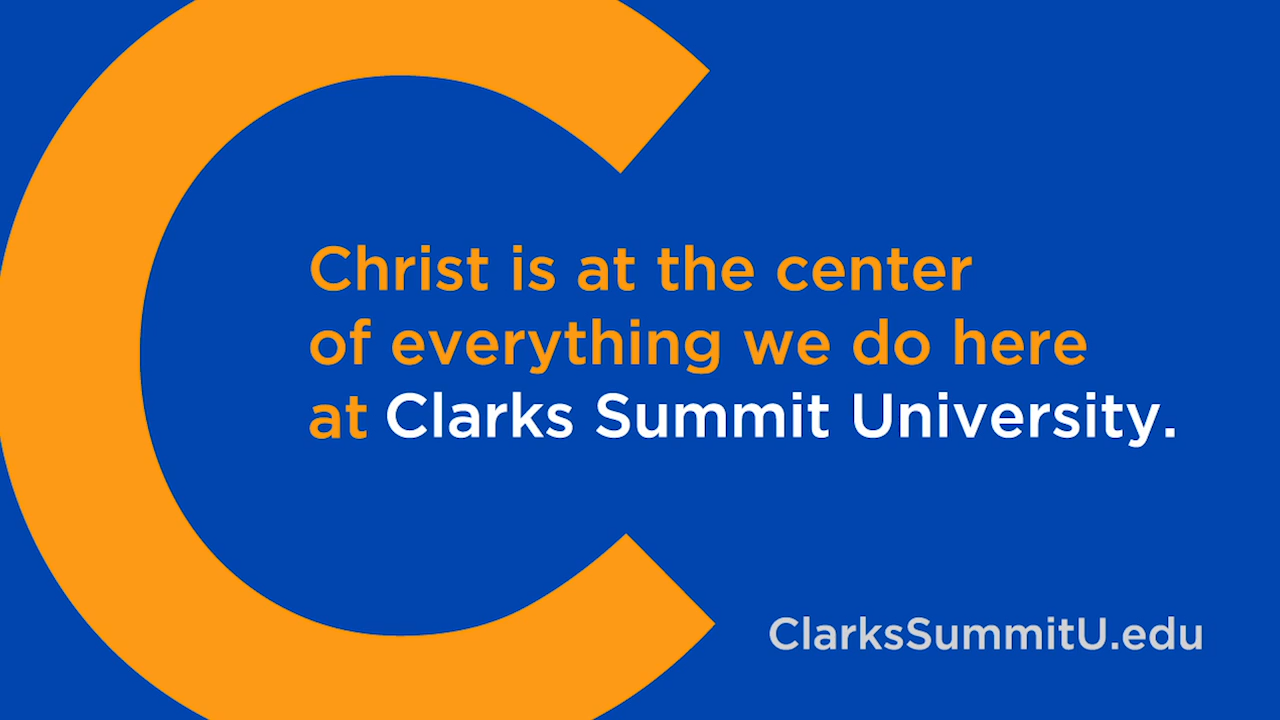 Christ is at the center
of everything we do here
at Clarks Summit University.
ClarksSummitU.edu